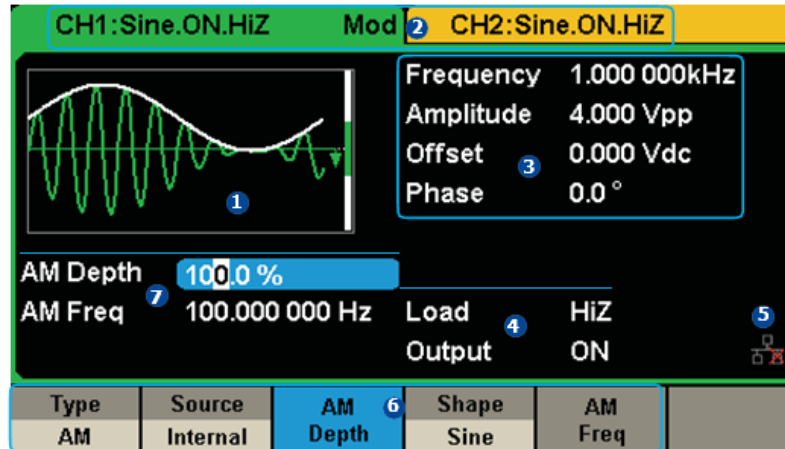 CH1:Sine.ON.HiZ Mod 2 CH2:Sine.ON.HiZ
Frequency 1.000 000kHz
Amplitude 4.000 Vpp
Offset 0.000 Vdc
3
Phase 0.0 °
1
AM Depth 100.0 %
7
AM Freq 100.000 000 Hz
Load HiZ
4
5
Output ON
Type Source AM Depth 6 Shape AM Freq
AM Internal Sine